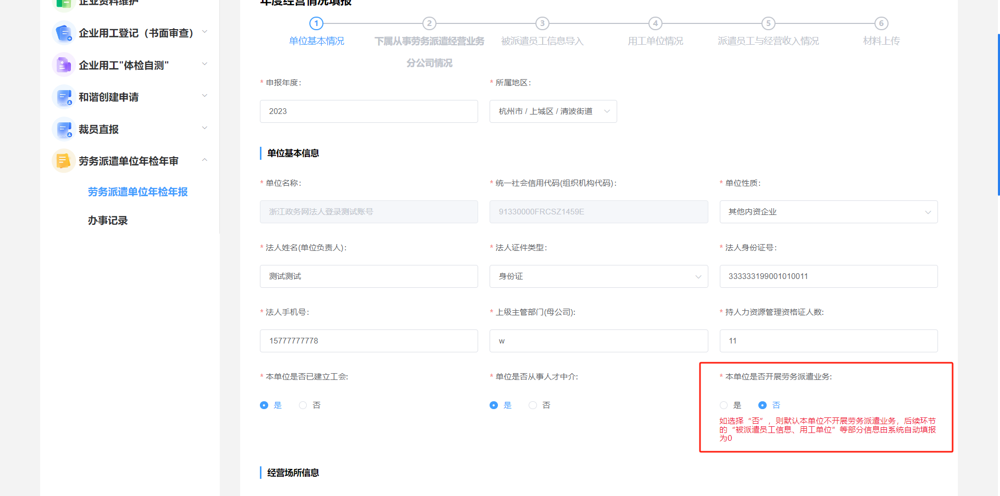 企业资料维护
企业用工登记（书面审查）
企业用工"体检自测"
和谐创建申请
裁员直报
劳务派遣单位年检年审
劳务派遣单位年检年报
办事记录
年度经营情况填报
1
2
3
4
5
6
单位基本情况
下属从事劳务派遣经营业务
分公司情况
被派遣员工信息导入
用工单位情况
派遣员工与经营收入情况
材料上传
* 申报年度：
* 所属地区：
2023
杭州市 / 上城区 / 清波街道
单位基本信息
* 单位名称：
* 统一社会信用代码(组织机构代码)：
* 单位性质：
浙江政务网法人登录测试账号
91330000FRCSZ1459E
其他内资企业
* 法人姓名(单位负责人)：
* 法人证件类型：
* 法人身份证号：
测试测试
身份证
333333199001010011
* 法人手机号：
* 上级主管部门(母公司)：
* 持人力资源管理资格证人数：
15777777778
w
11
* 本单位是否已建立工会：
* 单位是否从事人才中介：
* 本单位是否开展劳务派遣业务：
是 否
是 否
是 否
如选择“否”，则默认本单位不开展劳务派遣业务，后续环节
的“被派遣员工信息、用工单位”等部分信息由系统自动填报
为0
经营场所信息